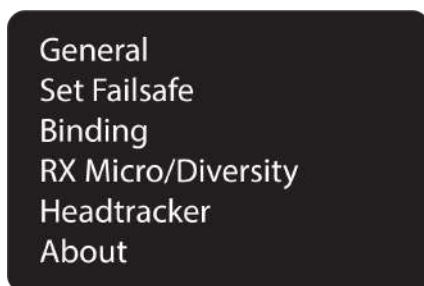 General
Set Failsafe
Binding
RX Micro/Diversity
Headtracker
About